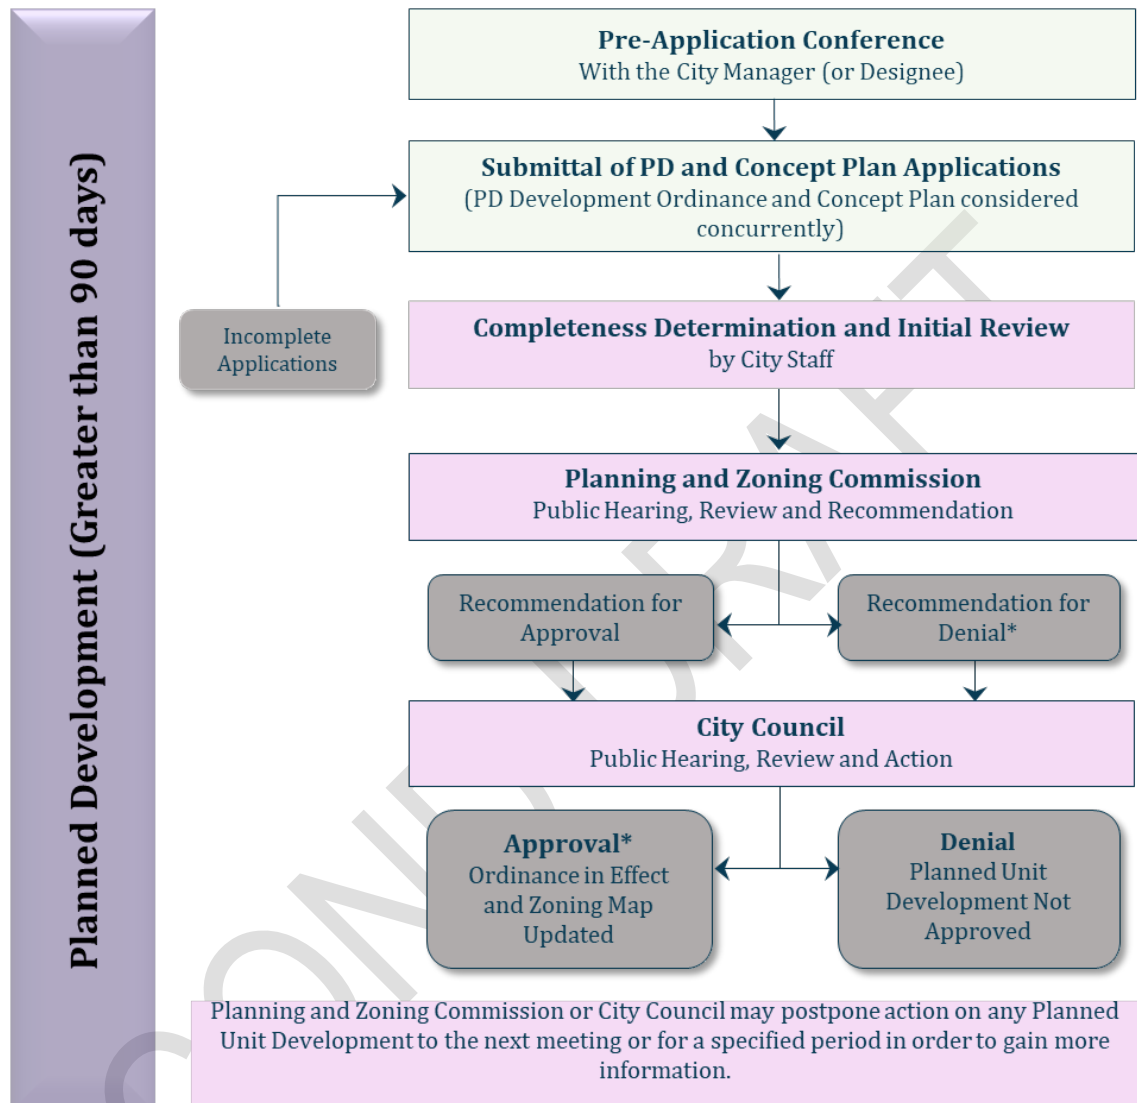 Planned Development (Greater than 90 days)
Pre-Application Conference
With the City Manager (or Designee)
Submittal of PD and Concept Plan Applications
(PD Development Ordinance and Concept Plan considered
concurrently)
Incomplete
Applications
Completeness Determination and Initial Review
by City Staff
Planning and Zoning Commission
Public Hearing, Review and Recommendation
Recommendation for
Approval
Recommendation for
Denial*
City Council
Public Hearing, Review and Action
Approval*
Ordinance in Effect
and Zoning Map
Updated
Denial
Planned Unit
Development Not
Approved
Planning and Zoning Commission or City Council may postpone action on any Planned
Unit Development to the next meeting or for a specified period in order to gain more
information.
COND DRAFT